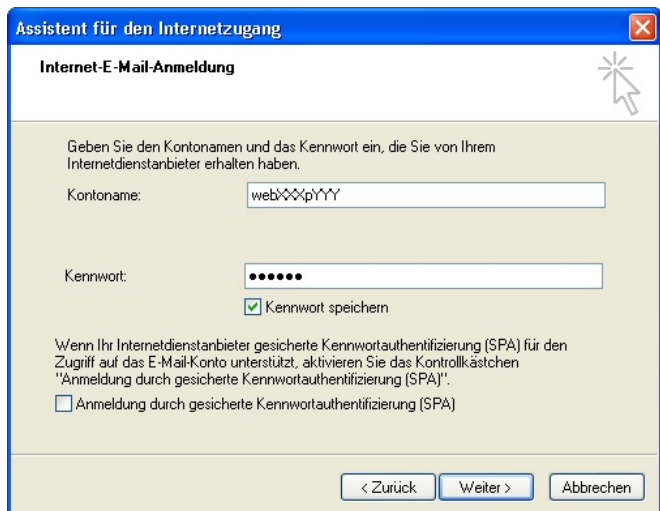 Assistent für den Internetzugang
Internet-E-Mail-Anmeldung
Geben Sie den Kontonamen und das Kennwort ein, die Sie von Ihrem
Internetdienstanbieter erhalten haben.
Kontoname: webXXXpYYY
Kennwort: ●●●●●●
Kennwort speichern
Wenn Ihr Internetdienstanbieter gesicherte Kennwortauthentifizierung (SPA) für den
Zugriff auf das E-Mail-Konto unterstützt, aktivieren Sie das Kontrollkästchen
"Anmeldung durch gesicherte Kennwortauthentifizierung (SPA)".
Anmeldung durch gesicherte Kennwortauthentifizierung (SPA)
< Zurück Weiter > Abbrechen